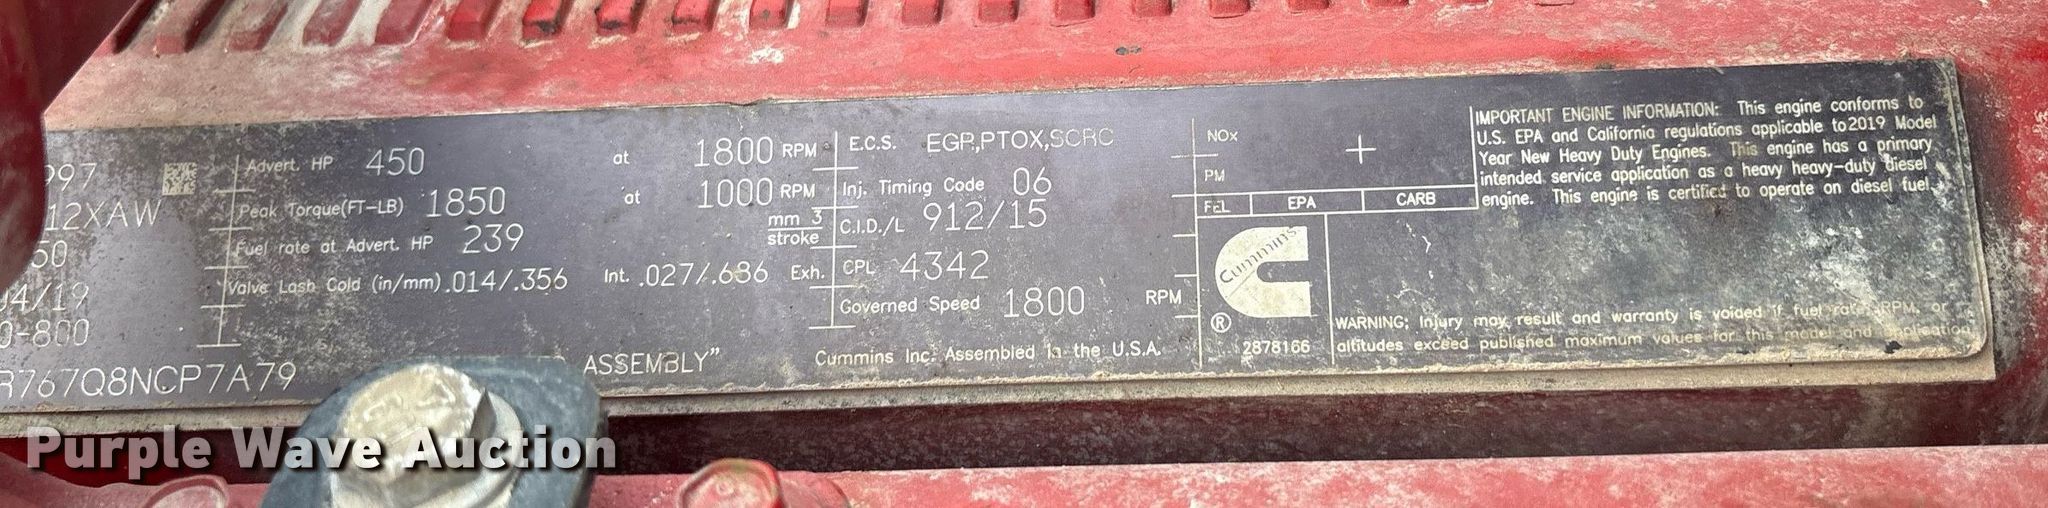 997
12XAW
50
04/19
0-800
R767Q8NCP7A79
Advert. HP 450 at 1800 RPM
Peak Torque(FT-LB) 1850 at 1000 RPM
Fuel rate at Advert. HP 239 mm 3 stroke
Valve Lash Cold (in/mm) .014/.356 Int. .027/.686 Exh.
ASSEMBLY"
E.C.S. EGR,PTOX,SCRC
Inj. Timing Code 06
C.I.D./L 912/15
CPL 4342
Governed Speed 1800 RPM
Cummins Inc. Assembled in the U.S.A.
NOx
PM
FEL EPA CARB
Cummins
®
2878166
IMPORTANT ENGINE INFORMATION: This engine conforms to
U.S. EPA and California regulations applicable to 2019 Model
Year New Heavy Duty Engines. This engine has a primary
intended service application as a heavy heavy-duty diesel
engine. This engine is certified to operate on diesel fuel.
WARNING: Injury may result and warranty is voided if fuel rate, RPM, or
altitudes exceed published maximum values for this model and application
Purple Wave Auction